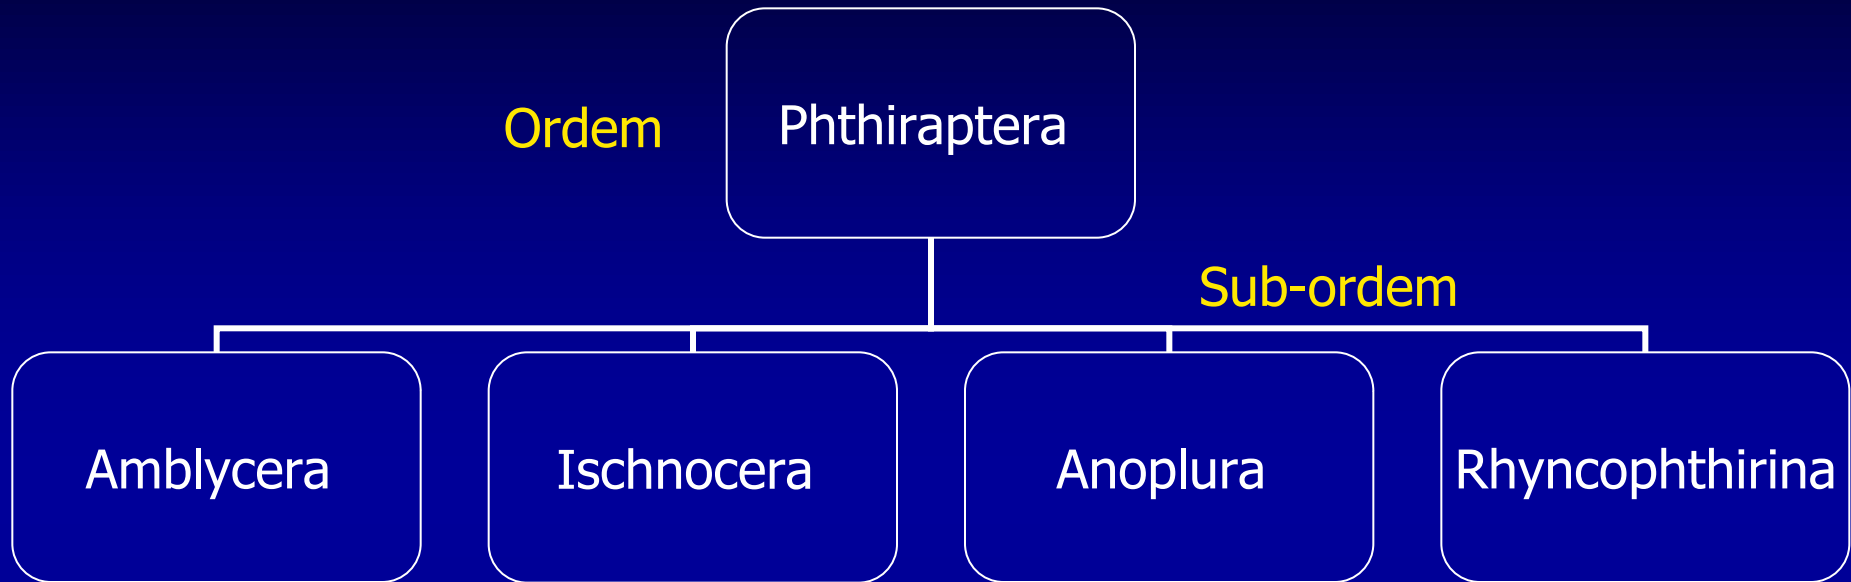 Ordem
Phthiraptera
Sub-ordem
Amblycera
Ischnocera
Anoplura
Rhyncophthirina